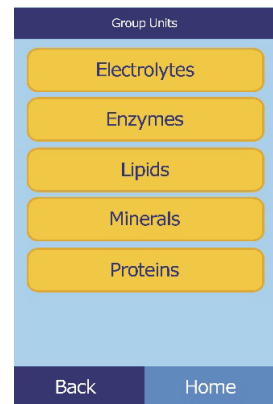 Group Units
Electrolytes
Enzymes
Lipids
Minerals
Proteins
Back Home